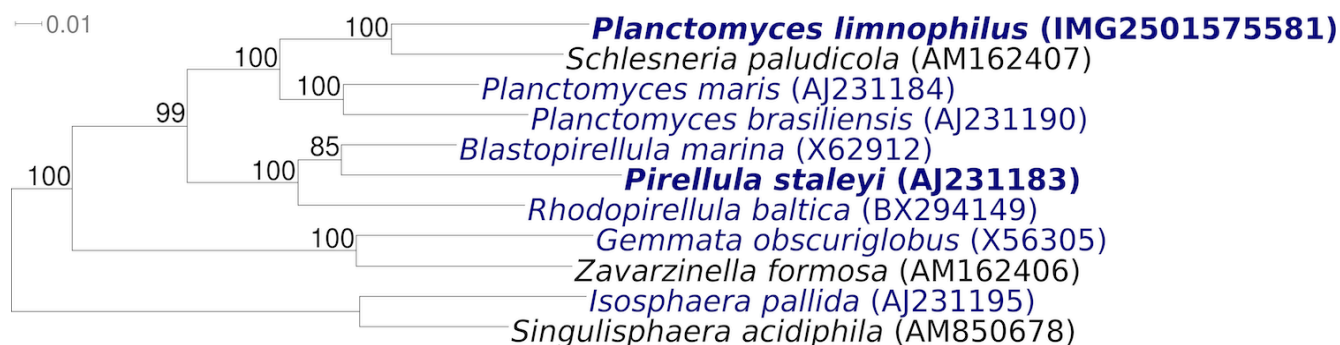 0.01
100
Planctomyces limnophilus (IMG2501575581)
Schlesneria paludicola (AM162407)
100
100
Planctomyces maris (AJ231184)
Planctomyces brasiliensis (AJ231190)
99
85
Blastopirellula marina (X62912)
100
100
Pirellula staleyi (AJ231183)
Rhodopirellula baltica (BX294149)
100
Gemmata obscuriglobus (X56305)
Zavarzinella formosa (AM162406)
Isosphaera pallida (AJ231195)
Singulisphaera acidiphila (AM850678)